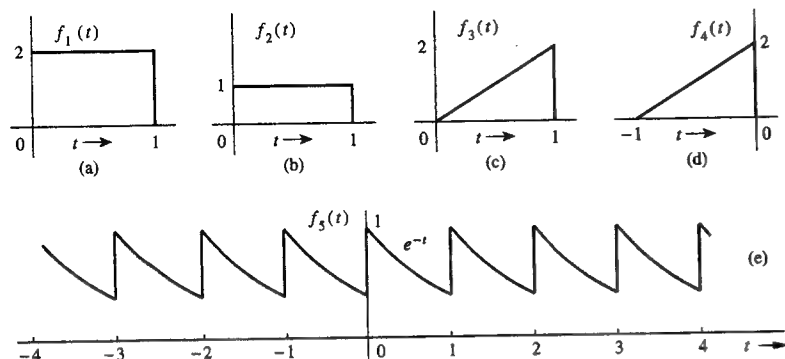 f₁(t)
2
0
t →
1
(a)
f₂(t)
1
0
t →
1
(b)
f₃(t)
2
0
t →
1
(c)
f₄(t)
2
-1
t →
0
(d)
f₅(t)
1
e⁻ᵗ
(e)
-4
-3
-2
-1
0
1
2
3
4
t →